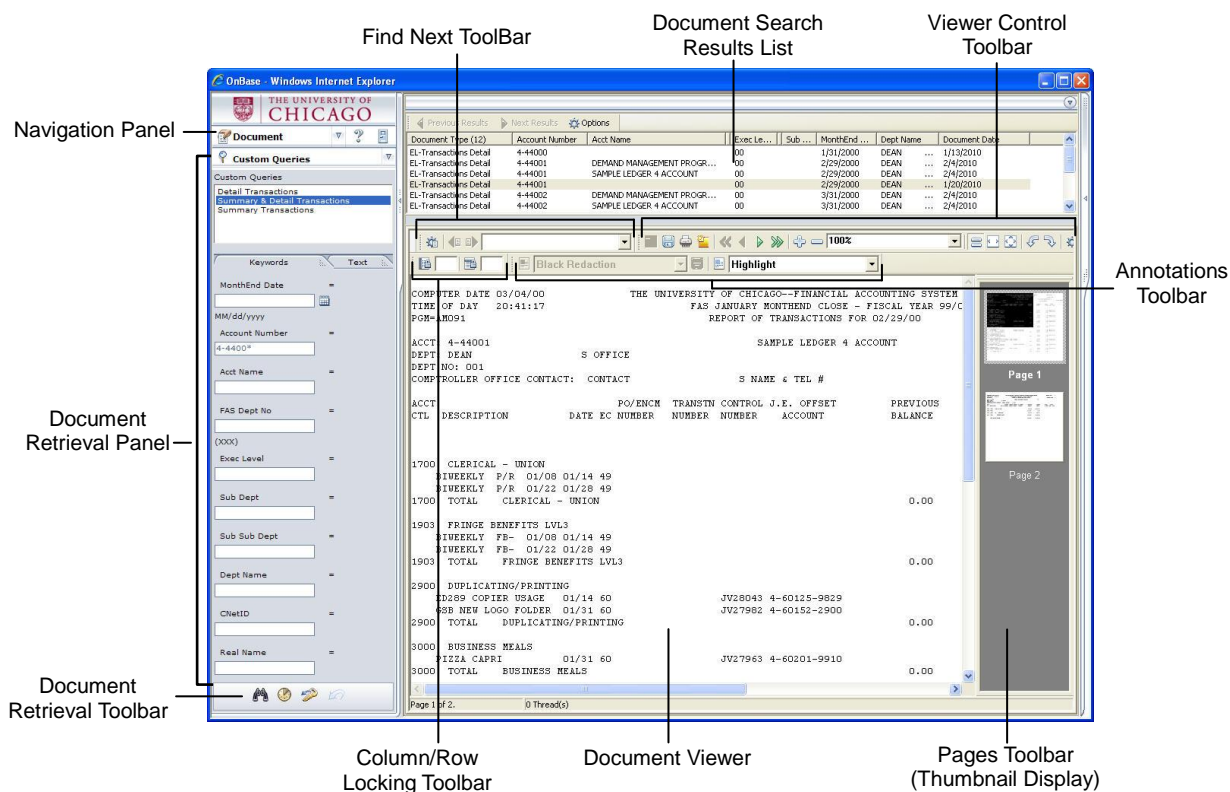 Find Next ToolBar
Document Search
Results List
Viewer Control
Toolbar
Navigation Panel
Document
Retrieval Panel
Document
Retrieval Toolbar
Annotations
Toolbar
Column/Row
Locking Toolbar
Document Viewer
Pages Toolbar
(Thumbnail Display)
OnBase - Windows Internet Explorer
THE UNIVERSITY OF
CHICAGO
Document
Custom Queries
Custom Queries
Detail Transactions
Summary & Detail Transactions
Summary Transactions
Keywords Text
MonthEnd Date =
MM/dd/yyyy
Account Number =
4-4400*
Acct Name =
FAS Dept No =
(XXX)
Exec Level =
Sub Dept =
Sub Sub Dept =
Dept Name =
CNetID =
Real Name =
Previous Results Next Results Options
Document Type (12) Account Number Acct Name Exec Le... Sub ... MonthEnd ... Dept Name Document Date
EL-Transactions Detail 4-44000 00 1/31/2000 DEAN ... 1/13/2010
EL-Transactions Detail 4-44001 DEMAND MANAGEMENT PROGR... 00 2/29/2000 DEAN ... 2/4/2010
EL-Transactions Detail 4-44001 SAMPLE LEDGER 4 ACCOUNT 00 2/29/2000 DEAN ... 2/4/2010
EL-Transactions Detail 4-44001 00 2/29/2000 DEAN ... 1/20/2010
EL-Transactions Detail 4-44002 DEMAND MANAGEMENT PROGR... 00 3/31/2000 DEAN ... 2/4/2010
EL-Transactions Detail 4-44002 SAMPLE LEDGER 4 ACCOUNT 00 3/31/2000 DEAN ... 2/4/2010
100%
Black Redaction Highlight
COMPUTER DATE 03/04/00 THE UNIVERSITY OF CHICAGO--FINANCIAL ACCOUNTING SYSTEM
TIME OF DAY 20:41:17 FAS JANUARY MONTHEND CLOSE - FISCAL YEAR 99/0
PGM=AM091 REPORT OF TRANSACTIONS FOR 02/29/00
ACCT: 4-44001 SAMPLE LEDGER 4 ACCOUNT
DEPT: DEAN S OFFICE
DEPT NO: 001
COMPTROLLER OFFICE CONTACT: CONTACT S NAME & TEL #
ACCT PO/ENCM TRANSTN CONTROL J.E. OFFSET PREVIOUS
CTL DESCRIPTION DATE EC NUMBER NUMBER NUMBER ACCOUNT BALANCE
1700 CLERICAL - UNION
BIWEEKLY P/R 01/08 01/14 49
BIWEEKLY P/R 01/22 01/28 49
1700 TOTAL CLERICAL - UNION 0.00
1903 FRINGE BENEFITS LVL3
BIWEEKLY FB- 01/08 01/14 49
BIWEEKLY FB- 01/22 01/28 49
1903 TOTAL FRINGE BENEFITS LVL3 0.00
2900 DUPLICATING/PRINTING
ED289 COPIER USAGE 01/14 60 JV28043 4-60125-9829
GSB NEW LOGO FOLDER 01/31 60 JV27982 4-60152-2900
2900 TOTAL DUPLICATING/PRINTING 0.00
3000 BUSINESS MEALS
PIZZA CAPRI 01/31 60 JV27963 4-60201-9910
3000 TOTAL BUSINESS MEALS 0.00
Page 1
Page 2
Page 1 of 2. 0 Thread(s)